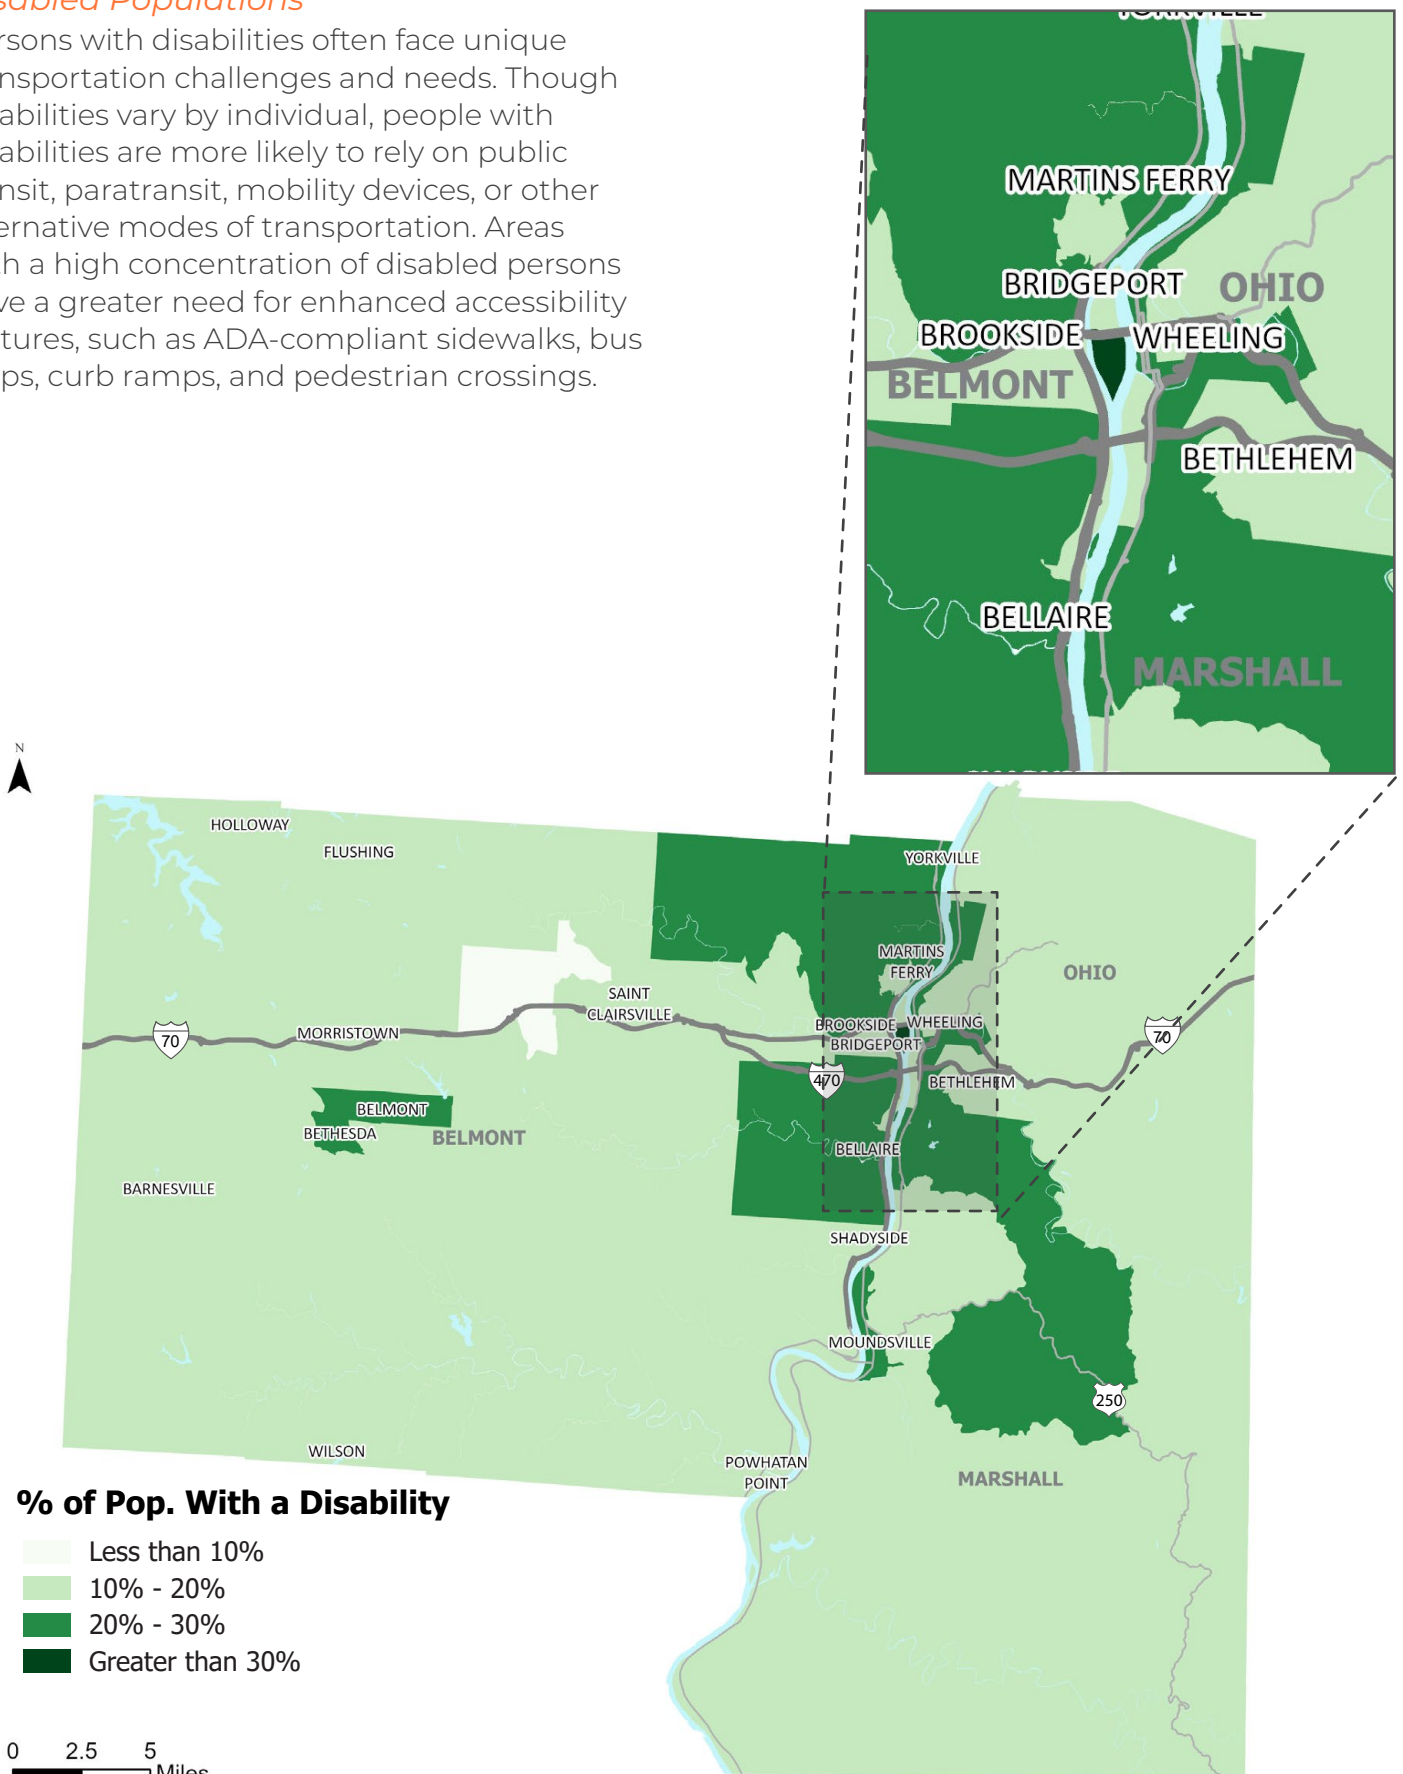 sabled Populations
rsons with disabilities often face unique
nsportation challenges and needs. Though
abilities vary by individual, people with
abilities are more likely to rely on public
nsit, paratransit, mobility devices, or other
ernative modes of transportation. Areas
h a high concentration of disabled persons
ve a greater need for enhanced accessibility
tures, such as ADA-compliant sidewalks, bus
ps, curb ramps, and pedestrian crossings.
YORKVILLE
MARTINS FERRY
BRIDGEPORT
OHIO
BROOKSIDE
WHEELING
BELMONT
BETHLEHEM
BELLAIRE
MARSHALL
N
HOLLOWAY
FLUSHING
YORKVILLE
MARTINS
FERRY
OHIO
SAINT
CLAIRSVILLE
BROOKSIDE
WHEELING
MORRISTOWN
70
BRIDGEPORT
70
470
BETHLEHEM
BELMONT
BETHESDA
BELMONT
BELLAIRE
BARNESVILLE
SHADYSIDE
MOUNDSVILLE
250
WILSON
POWHATAN
POINT
MARSHALL
% of Pop. With a Disability
Less than 10%
10% - 20%
20% - 30%
Greater than 30%
0 2.5 5
Miles